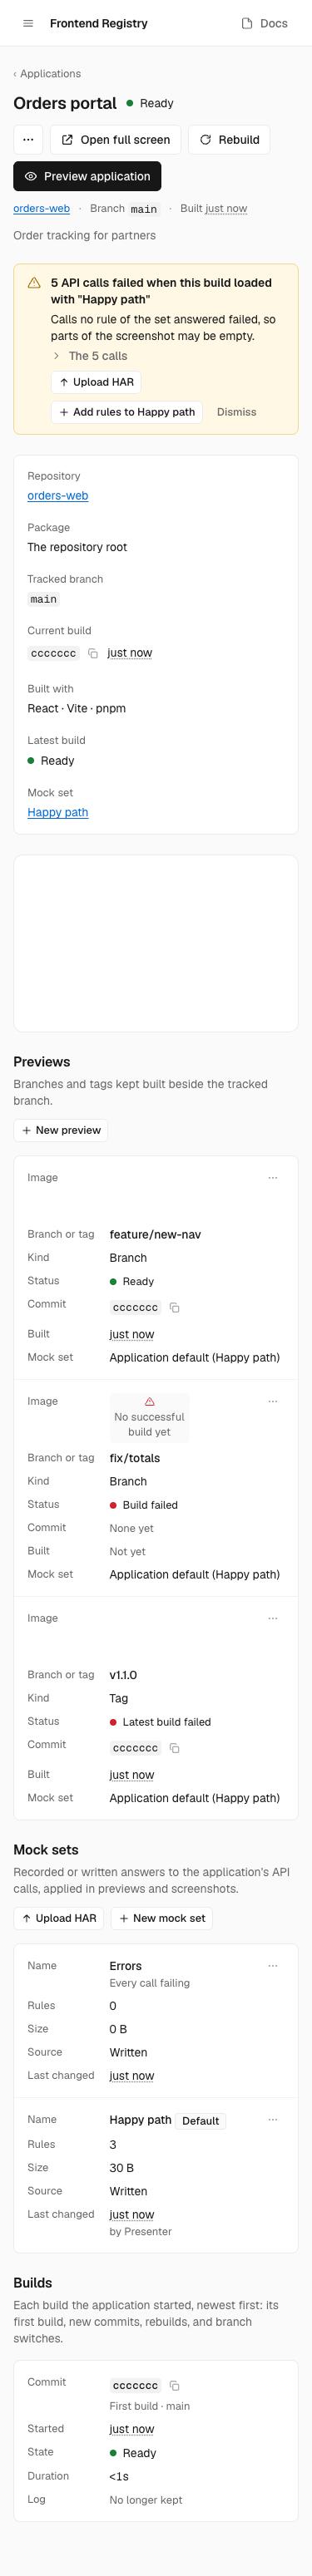 Frontend Registry
Docs
‹ Applications
Orders portal
Ready
Open full screen
Rebuild
Preview application
orders-web · Branch main · Built just now
Order tracking for partners
5 API calls failed when this build loaded
with "Happy path"
Calls no rule of the set answered failed, so
parts of the screenshot may be empty.
The 5 calls
Upload HAR
Add rules to Happy path
Dismiss
Repository
orders-web
Package
The repository root
Tracked branch
main
Current build
ccccccc just now
Built with
React · Vite · pnpm
Latest build
Ready
Mock set
Happy path
Previews
Branches and tags kept built beside the tracked
branch.
New preview
Image
Branch or tag feature/new-nav
Kind Branch
Status Ready
Commit ccccccc
Built just now
Mock set Application default (Happy path)
Image
No successful
build yet
Branch or tag fix/totals
Kind Branch
Status Build failed
Commit None yet
Built Not yet
Mock set Application default (Happy path)
Image
Branch or tag v1.1.0
Kind Tag
Status Latest build failed
Commit ccccccc
Built just now
Mock set Application default (Happy path)
Mock sets
Recorded or written answers to the application's API
calls, applied in previews and screenshots.
Upload HAR
New mock set
Name Errors
Every call failing
Rules 0
Size 0 B
Source Written
Last changed just now
Name Happy path Default
Rules 3
Size 30 B
Source Written
Last changed just now
by Presenter
Builds
Each build the application started, newest first: its
first build, new commits, rebuilds, and branch
switches.
Commit ccccccc
First build · main
Started just now
State Ready
Duration <1s
Log No longer kept